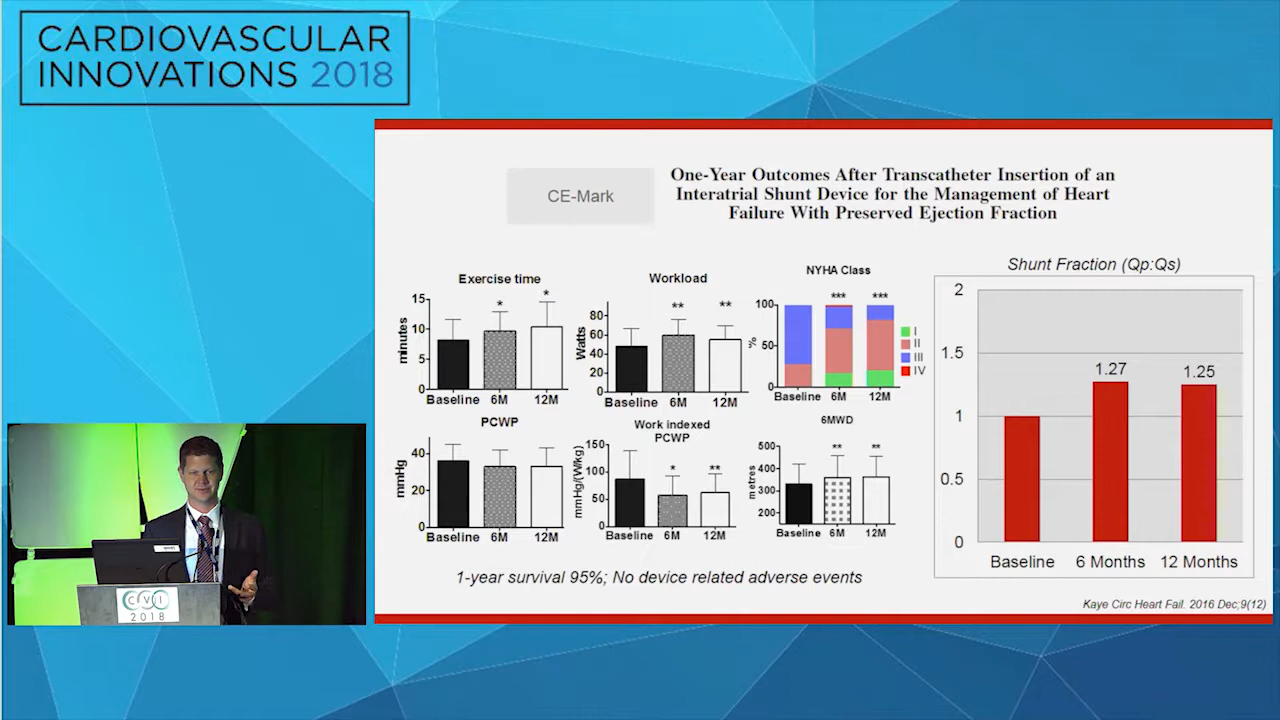 CARDIOVASCULAR
INNOVATIONS 2018
CE-Mark
One-Year Outcomes After Transcatheter Insertion of an
Interatrial Shunt Device for the Management of Heart
Failure With Preserved Ejection Fraction
Exercise time
minutes
15
10
5
0
* *
Baseline 6M 12M
Workload
Watts
80
60
40
20
0
** **
Baseline 6M 12M
NYHA Class
%
100
50
0
*** ***
Baseline 6M 12M
I
II
III
IV
PCWP
mmHg
40
20
0
Baseline 6M 12M
Work indexed
PCWP
mmHg/(W/kg)
150
100
50
0
* **
Baseline 6M 12M
6MWD
metres
500
400
300
200
** **
Baseline 6M 12M
1-year survival 95%; No device related adverse events
Shunt Fraction (Qp:Qs)
2
1.5
1
0.5
0
1.27
1.25
Baseline 6 Months 12 Months
Kaye Circ Heart Fail. 2016 Dec;9(12)
CVI
2018